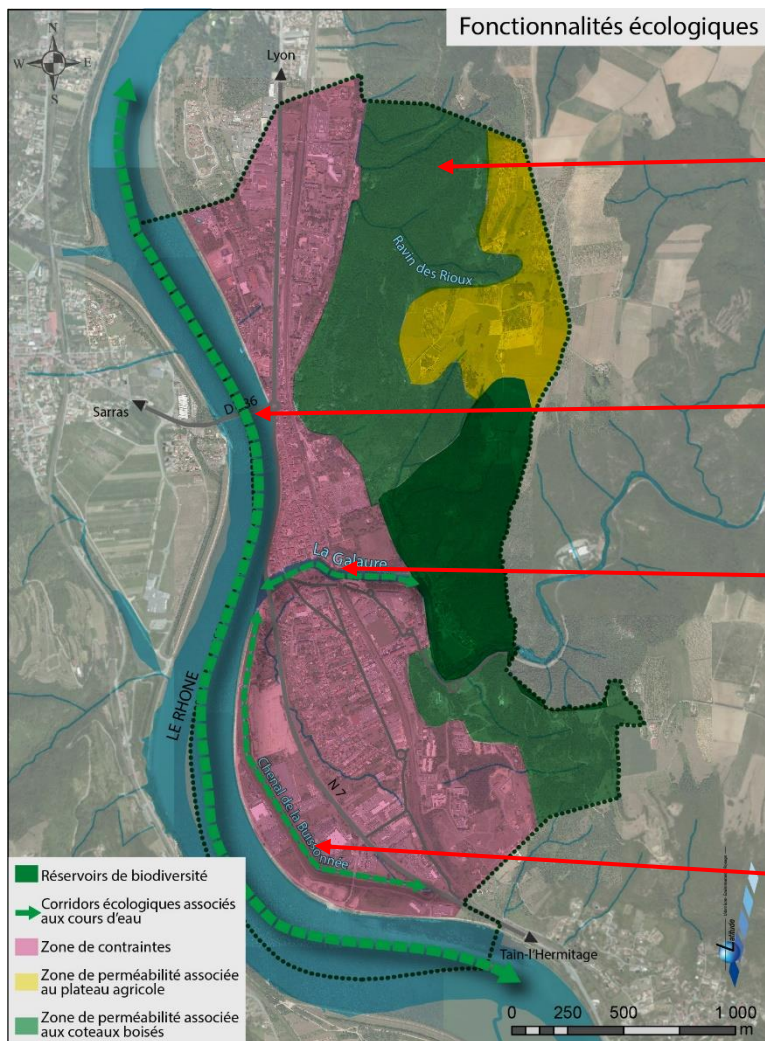 Fonctionnalités écologiques
N
W E
S
Lyon
Ravin des Rioux
Sarras
La Galaure
LE RHONE
N 7
Chenal de la Buissonnée
Tain-l'Hermitage
Réservoirs de biodiversité
Corridors écologiques associés
aux cours d'eau
Zone de contraintes
Zone de perméabilité associée
au plateau agricole
Zone de perméabilité associée
aux coteaux boisés
Latitude
0 250 500 1 000
m